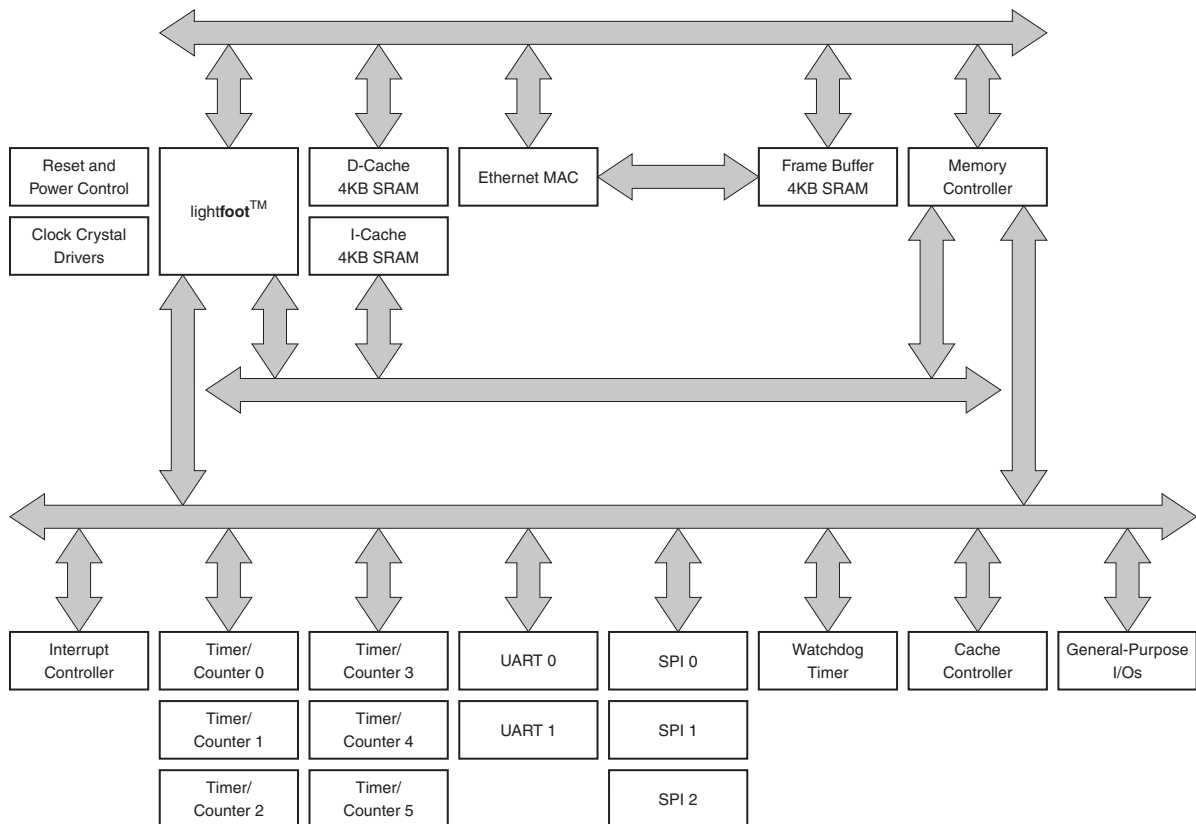 Reset and
Power Control
Clock Crystal
Drivers
lightfoot™
D-Cache
4KB SRAM
I-Cache
4KB SRAM
Ethernet MAC
Frame Buffer
4KB SRAM
Memory
Controller
Interrupt
Controller
Timer/
Counter 0
Timer/
Counter 1
Timer/
Counter 2
Timer/
Counter 3
Timer/
Counter 4
Timer/
Counter 5
UART 0
UART 1
SPI 0
SPI 1
SPI 2
Watchdog
Timer
Cache
Controller
General-Purpose
I/Os